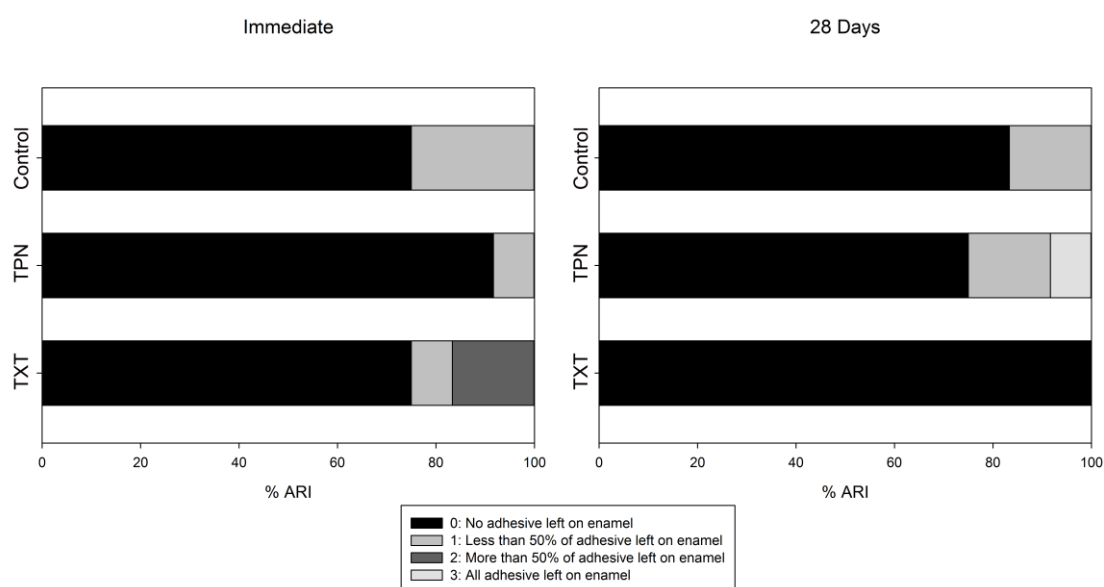 Immediate
28 Days
Control
TPN
TXT
0 20 40 60 80 100
% ARI
Control
TPN
TXT
0 20 40 60 80 100
% ARI
0: No adhesive left on enamel
1: Less than 50% of adhesive left on enamel
2: More than 50% of adhesive left on enamel
3: All adhesive left on enamel